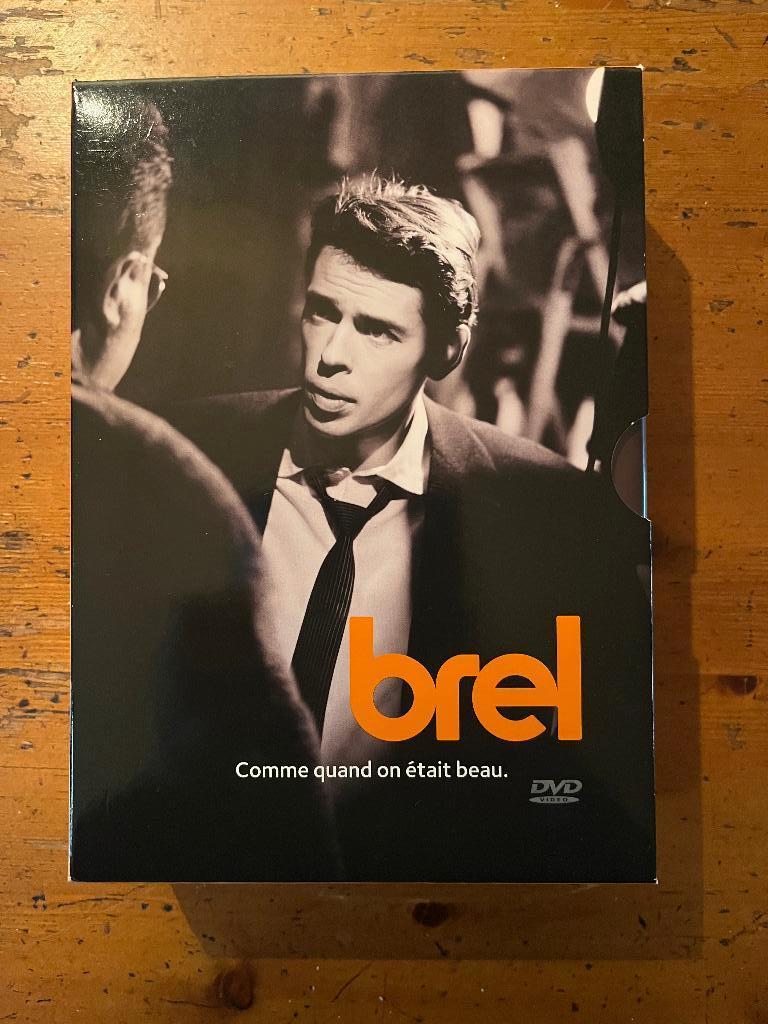 brel
Comme quand on était beau.
DVD
VIDEO